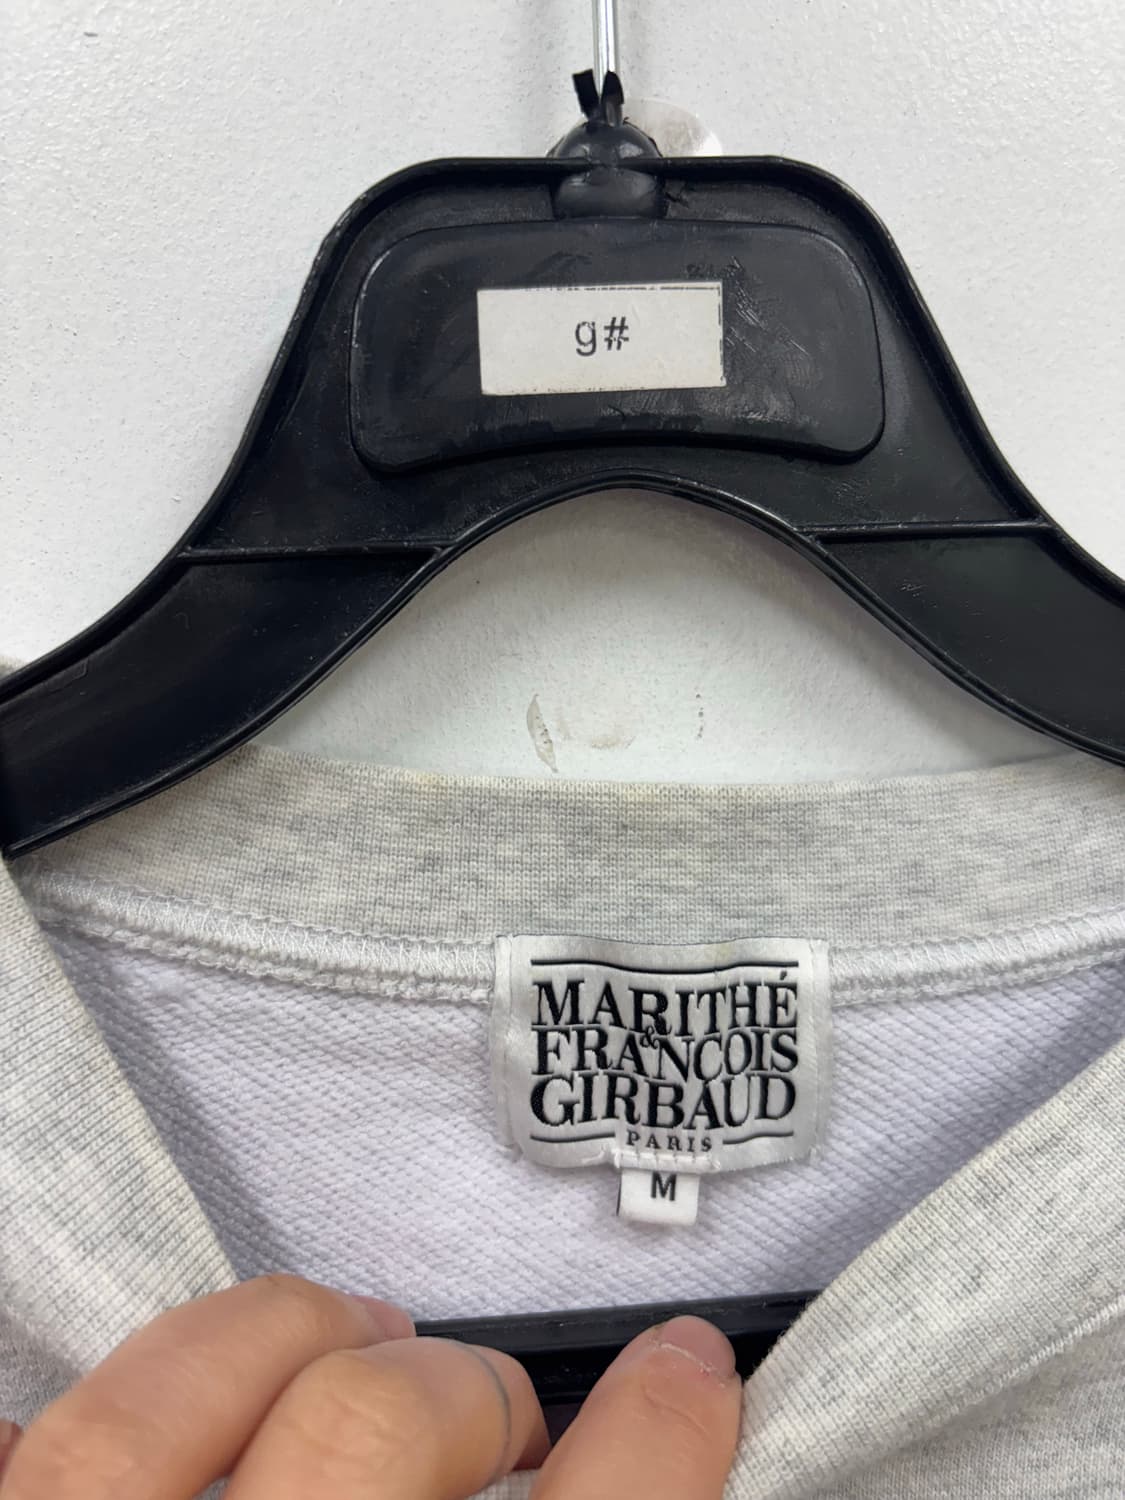 g#
MARITHÉ
&
FRANCOIS
GIRBAUD
PARIS
M